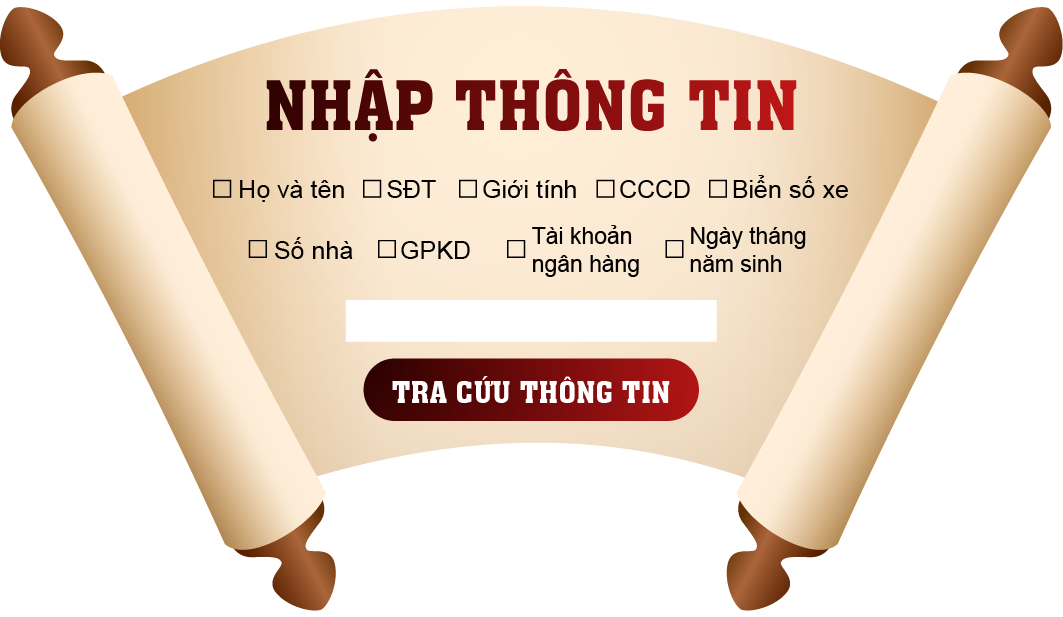 NHẬP THÔNG TIN
☐ Họ và tên ☐ SĐT ☐ Giới tính ☐ CCCD ☐ Biển số xe
☐ Số nhà ☐ GPKD ☐ Tài khoản ngân hàng ☐ Ngày tháng năm sinh
TRA CỨU THÔNG TIN